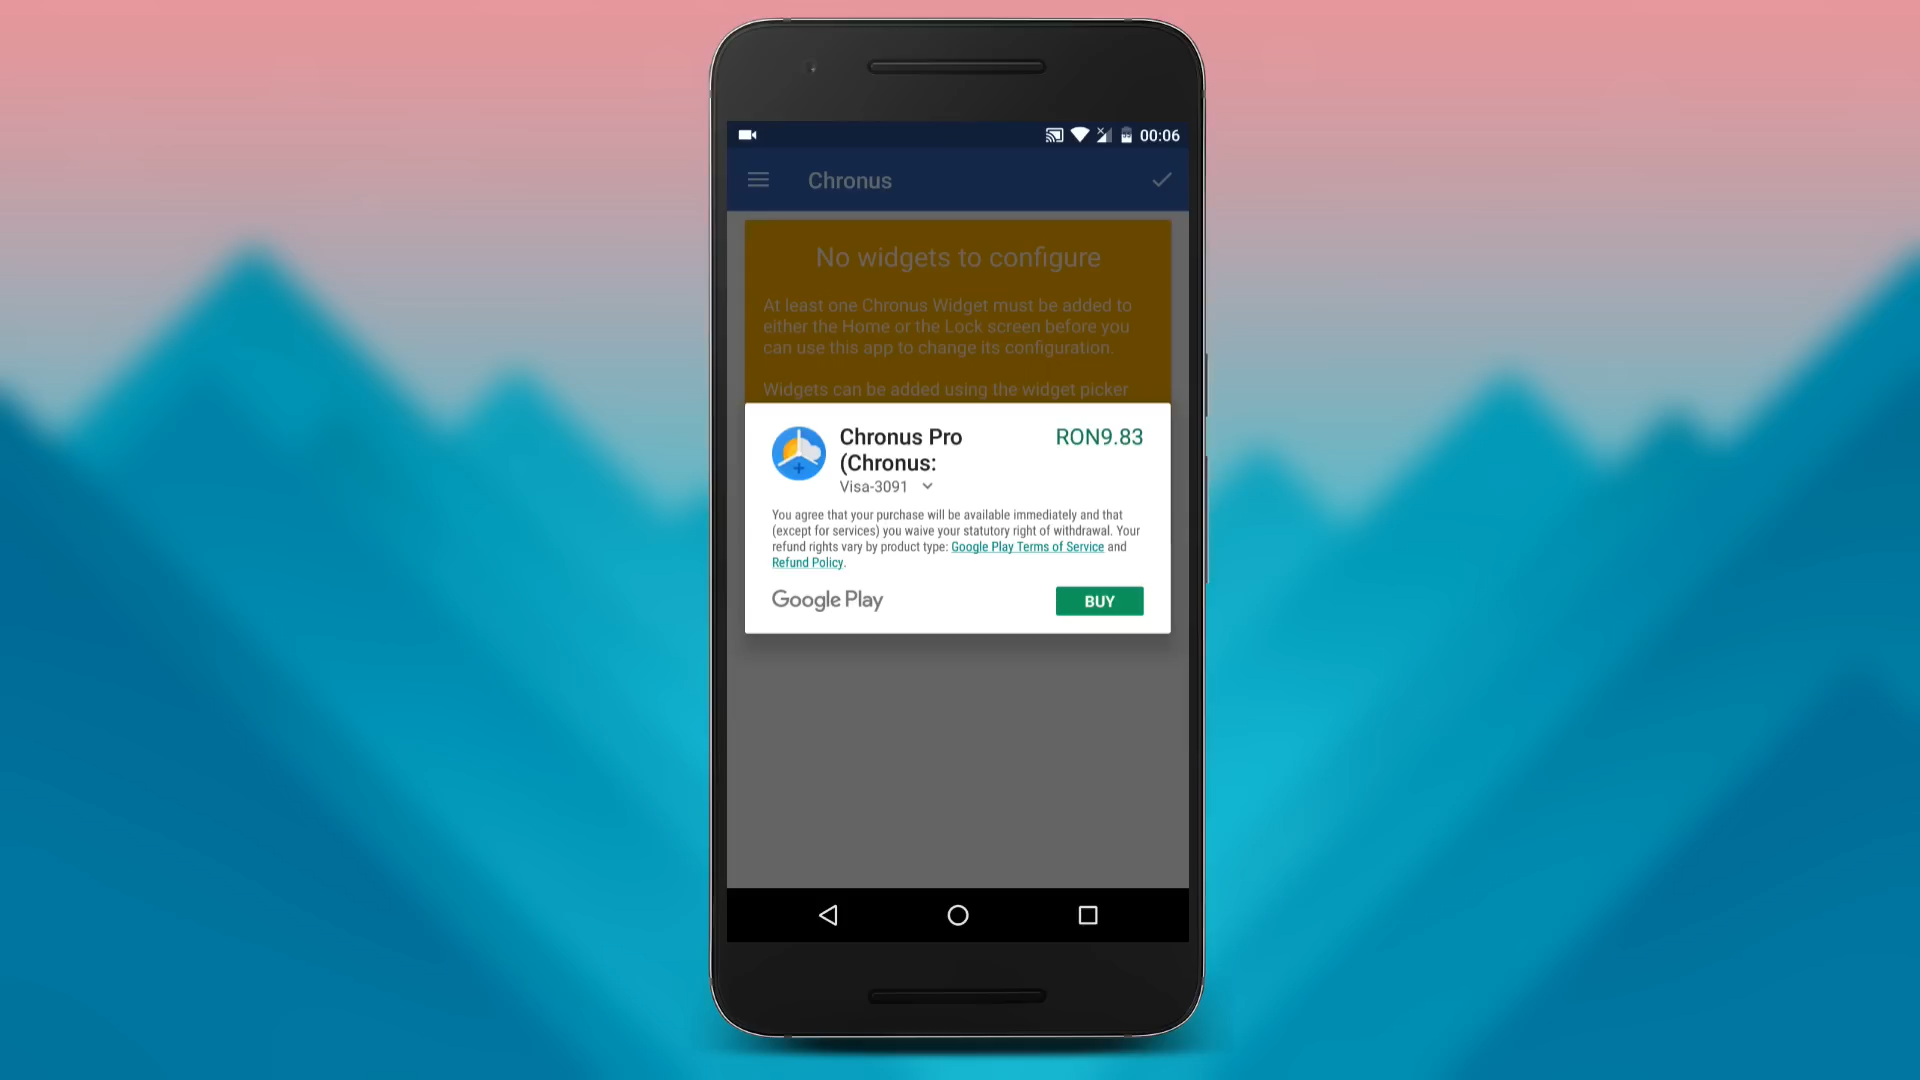 00:06
Chronus
No widgets to configure
At least one Chronus Widget must be added to
either the Home or the Lock screen before you
can use this app to change its configuration.
Widgets can be added using the widget picker
Chronus Pro
(Chronus:
RON9.83
Visa-3091
You agree that your purchase will be available immediately and that
(except for services) you waive your statutory right of withdrawal. Your
refund rights vary by product type: Google Play Terms of Service and
Refund Policy.
Google Play
BUY